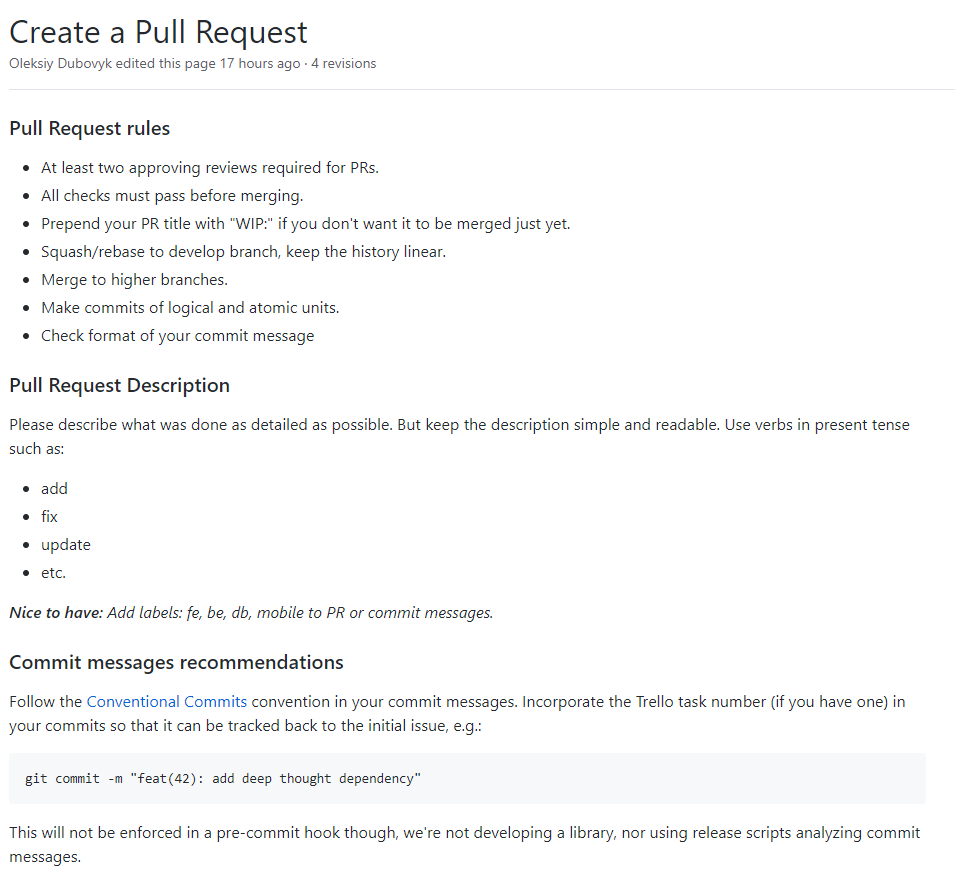 Create a Pull Request
Oleksiy Dubovyk edited this page 17 hours ago · 4 revisions
Pull Request rules
• At least two approving reviews required for PRs.
• All checks must pass before merging.
• Prepend your PR title with "WIP:" if you don't want it to be merged just yet.
• Squash/rebase to develop branch, keep the history linear.
• Merge to higher branches.
• Make commits of logical and atomic units.
• Check format of your commit message
Pull Request Description
Please describe what was done as detailed as possible. But keep the description simple and readable. Use verbs in present tense
such as:
• add
• fix
• update
• etc.
Nice to have: Add labels: fe, be, db, mobile to PR or commit messages.
Commit messages recommendations
Follow the Conventional Commits convention in your commit messages. Incorporate the Trello task number (if you have one) in
your commits so that it can be tracked back to the initial issue, e.g.:
git commit -m "feat(42): add deep thought dependency"
This will not be enforced in a pre-commit hook though, we're not developing a library, nor using release scripts analyzing commit
messages.